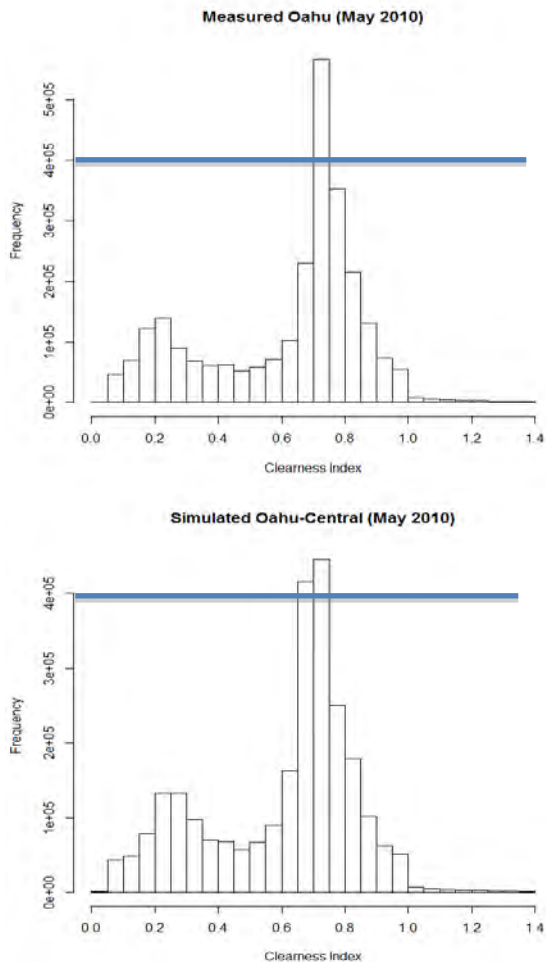 Measured Oahu (May 2010)
5e+05
4e+05
3e+05
2e+05
1e+05
0e+00
Frequency
0.0 0.2 0.4 0.6 0.8 1.0 1.2 1.4
Clearness Index
Simulated Oahu-Central (May 2010)
4e+05
3e+05
2e+05
1e+05
0e+00
Frequency
0.0 0.2 0.4 0.6 0.8 1.0 1.2 1.4
Clearness Index